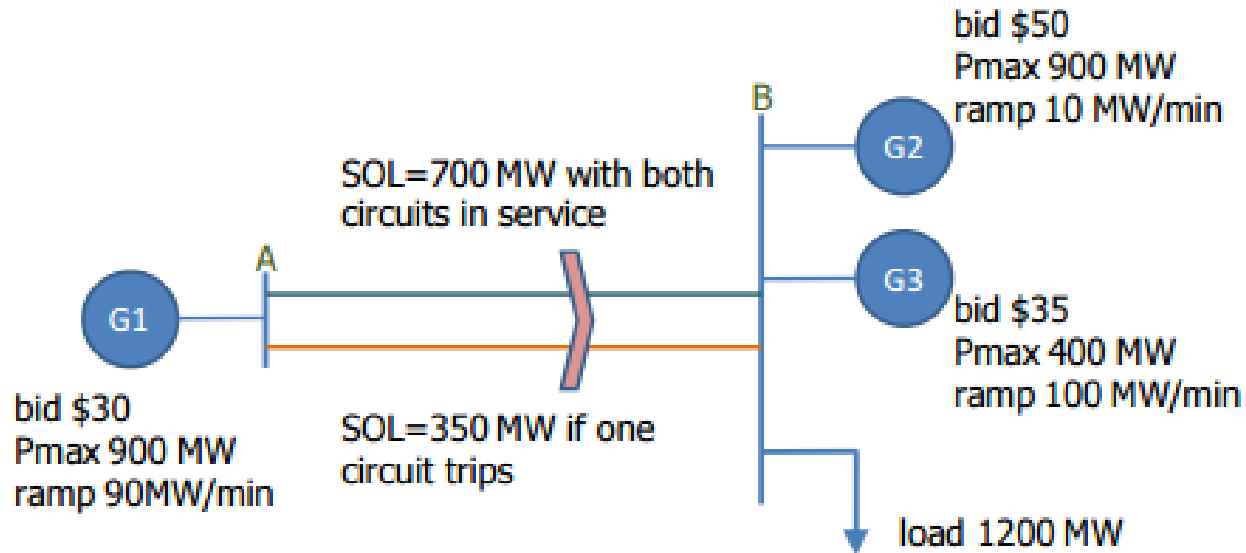 bid $50
Pmax 900 MW
ramp 10 MW/min
B
G2
SOL=700 MW with both
circuits in service
A
G3
G1
bid $35
Pmax 400 MW
ramp 100 MW/min
bid $30
Pmax 900 MW
ramp 90MW/min
SOL=350 MW if one
circuit trips
load 1200 MW